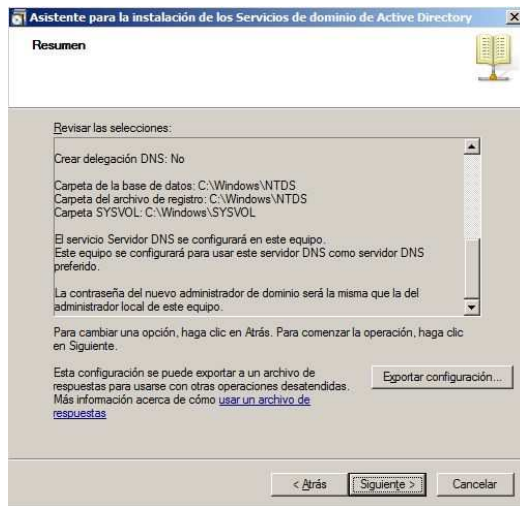 Asistente para la instalación de los Servicios de dominio de Active Directory
Resumen
Revisar las selecciones:
Crear delegación DNS: No
Carpeta de la base de datos: C:\Windows\NTDS
Carpeta del archivo de registro: C:\Windows\NTDS
Carpeta SYSVOL: C:\Windows\SYSVOL
El servicio Servidor DNS se configurará en este equipo.
Este equipo se configurará para usar este servidor DNS como servidor DNS
preferido.
La contraseña del nuevo administrador de dominio será la misma que la del
administrador local de este equipo.
Para cambiar una opción, haga clic en Atrás. Para comenzar la operación, haga clic
en Siguiente.
Esta configuración se puede exportar a un archivo de
respuestas para usarse con otras operaciones desatendidas.
Más información acerca de cómo usar un archivo de
respuestas
Exportar configuración...
< Atrás
Siguiente >
Cancelar